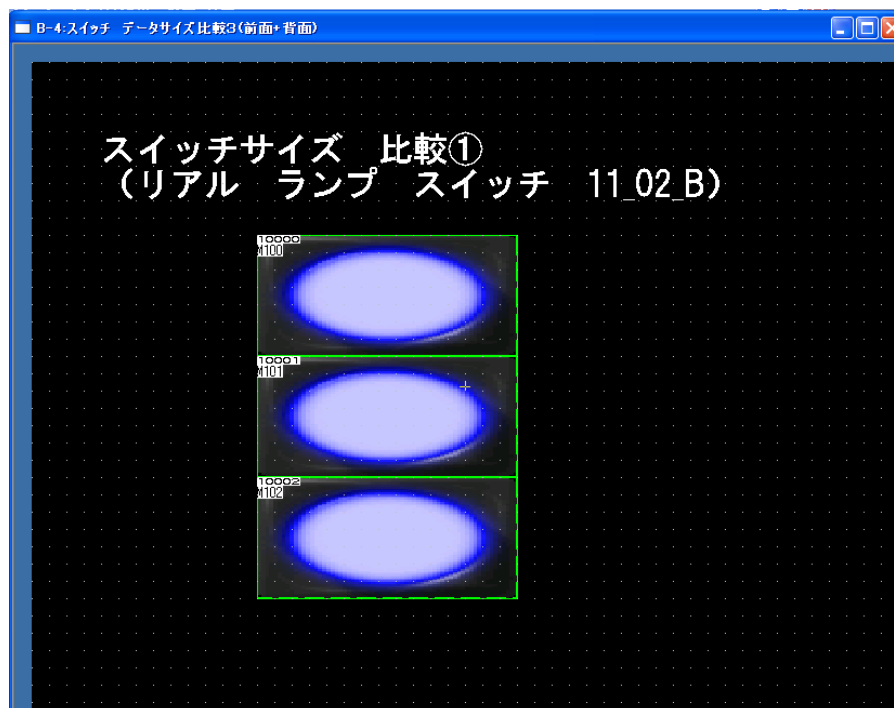 B-4:スイッチ データサイズ比較3(前面+背面)
スイッチサイズ　比較①
（リアル　ランプ　スイッチ　11_02_B）
10000
M100
10001
M101
10002
M102